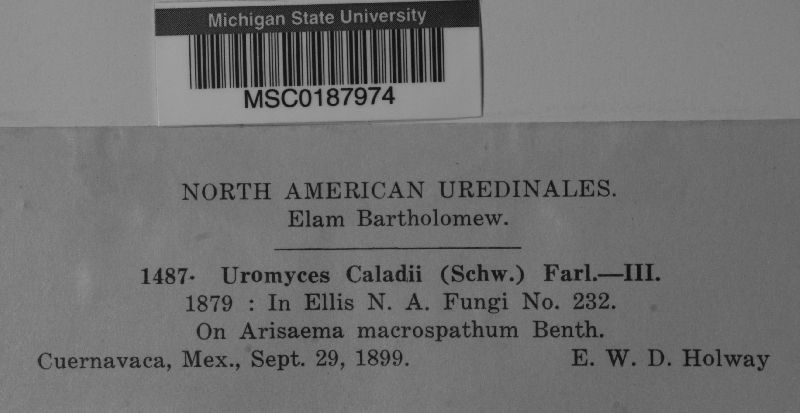 Michigan State University
MSC0187974
NORTH AMERICAN UREDINALES.
Elam Bartholomew.
1487. Uromyces Caladii (Schw.) Farl.—III.
1879 : In Ellis N. A. Fungi No. 232.
On Arisaema macrospathum Benth.
Cuernavaca, Mex., Sept. 29, 1899. E. W. D. Holway